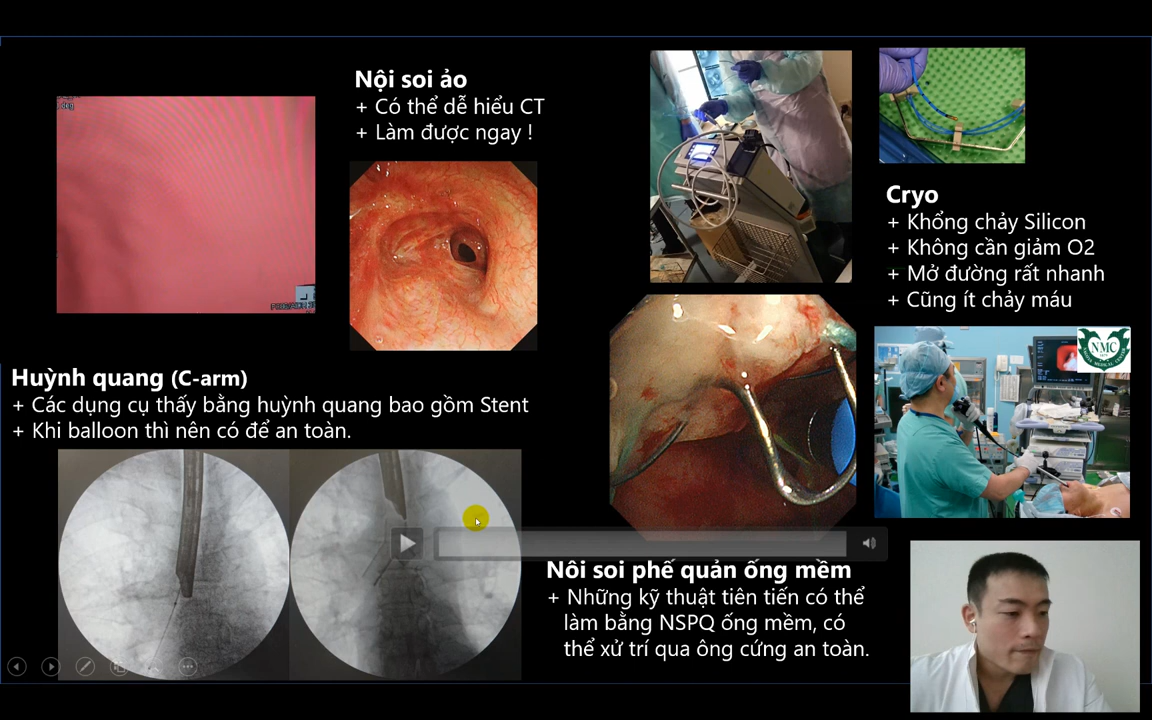 Nội soi ảo
+ Có thể dễ hiểu CT
+ Làm được ngay !
Cryo
+ Khổng chảy Silicon
+ Không cần giảm O2
+ Mở đường rất nhanh
+ Cũng ít chảy máu
NMC
Huỳnh quang (C-arm)
+ Các dụng cụ thấy bằng huỳnh quang bao gồm Stent
+ Khi balloon thì nên có để an toàn.
Nôi soi phế quản ống mềm
+ Những kỹ thuật tiên tiến có thể
làm bằng NSPQ ống mềm, có
thể xử trí qua ông cứng an toàn.